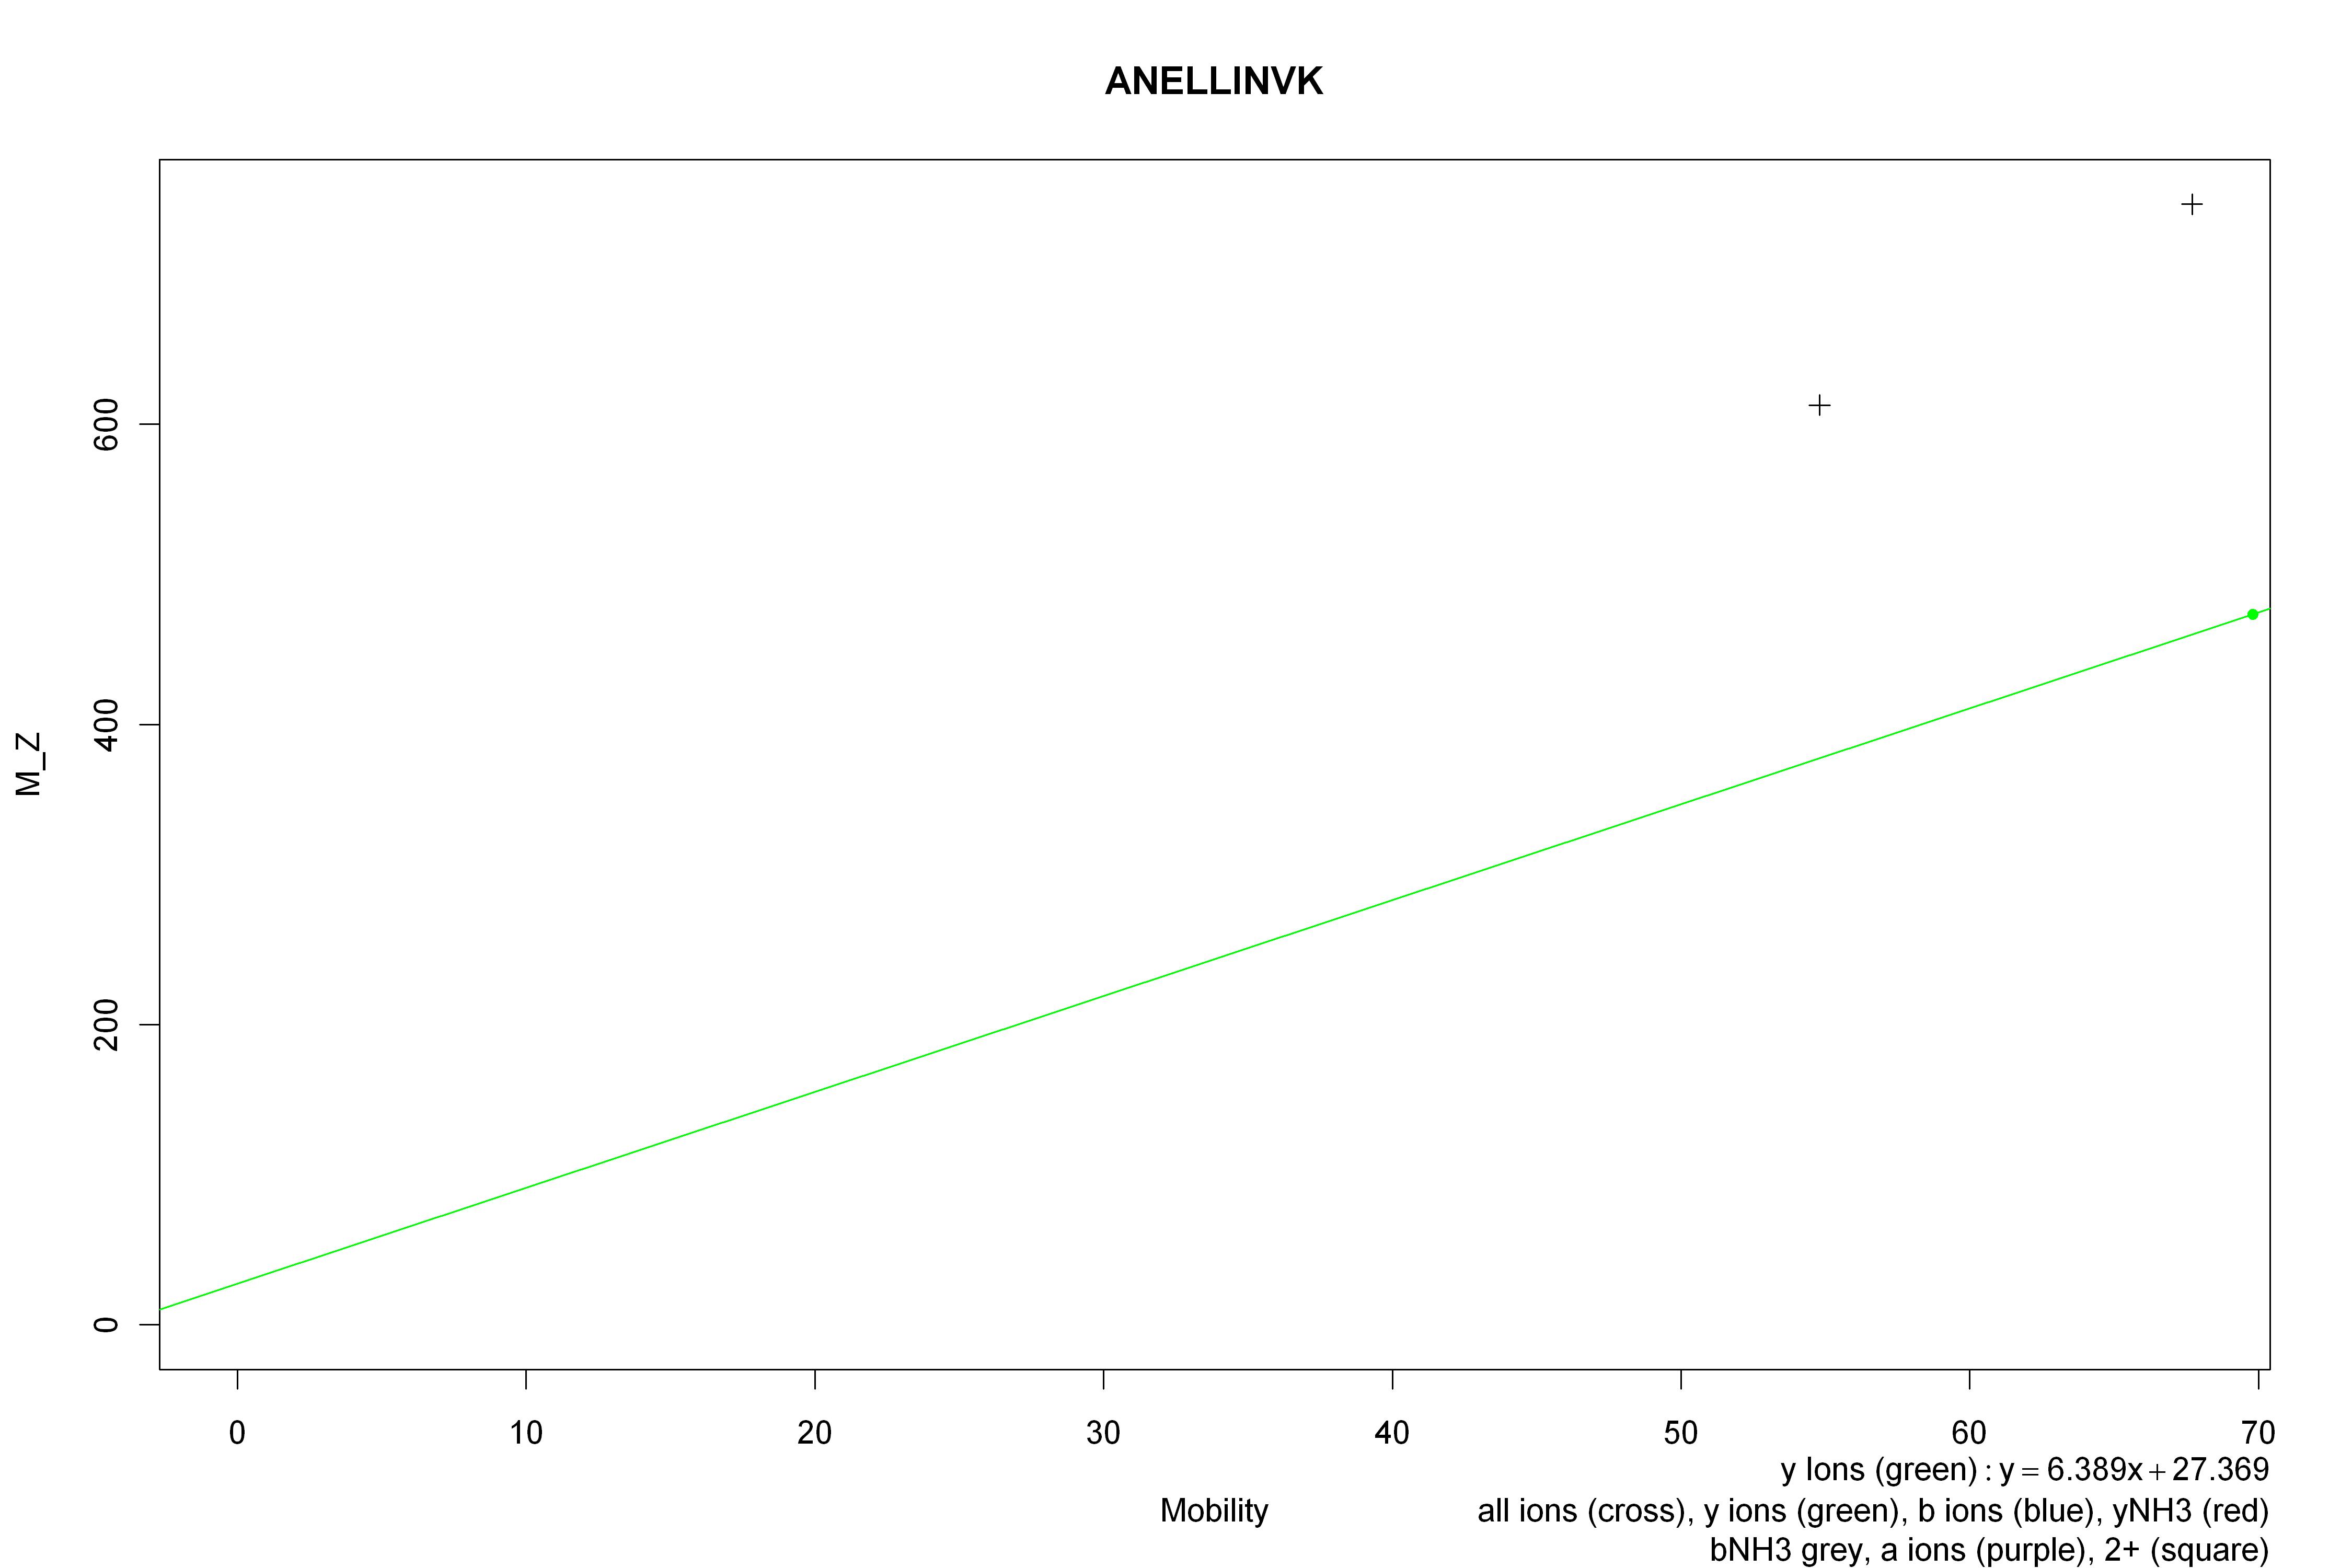 ANELLINVK
M_Z
600
400
200
0
0 10 20 30 40 50 60 70
y Ions (green) : y = 6.389x + 27.369
Mobility
all ions (cross), y ions (green), b ions (blue), yNH3 (red)
bNH3 grey, a ions (purple), 2+ (square)